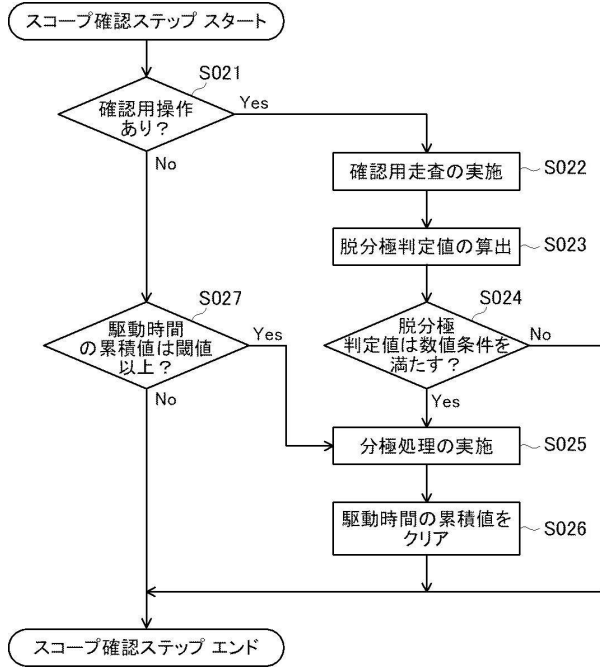 スコープ確認ステップ スタート
S021
確認用操作
あり？
Yes
No
確認用走査の実施
S022
脱分極判定値の算出
S023
S027
駆動時間
の累積値は閾値
以上？
Yes
No
S024
脱分極
判定値は数値条件を
満たす？
No
Yes
分極処理の実施
S025
駆動時間の累積値を
クリア
S026
スコープ確認ステップ エンド